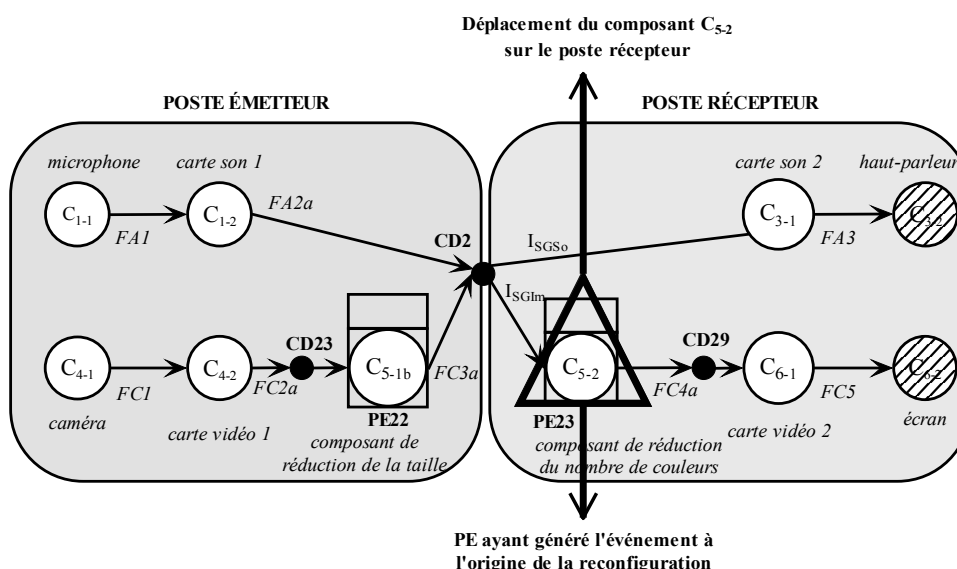 Déplacement du composant C5-2
sur le poste récepteur
POSTE ÉMETTEUR
POSTE RÉCEPTEUR
microphone
carte son 1
carte son 2
haut-parleur
C1-1
FA1
C1-2
FA2a
CD2
ISGSo
C3-1
FA3
C3-2
ISGIm
CD23
CD29
C4-1
FC1
C4-2
FC2a
C5-1b
FC3a
C5-2
FC4a
C6-1
FC5
C6-2
caméra
carte vidéo 1
PE22
composant de
réduction de la taille
PE23
composant de réduction
du nombre de couleurs
carte vidéo 2
écran
PE ayant généré l'événement à
l'origine de la reconfiguration